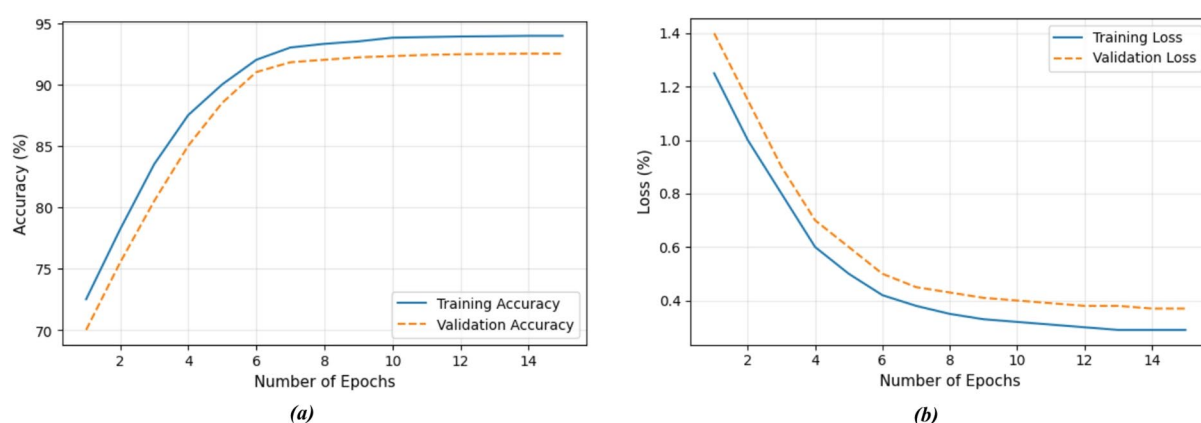 95
90
85
80
75
70
Accuracy (%)
Training Accuracy
Validation Accuracy
2 4 6 8 10 12 14
Number of Epochs
(a)
1.4
1.2
1.0
0.8
0.6
0.4
Loss (%)
Training Loss
Validation Loss
2 4 6 8 10 12 14
Number of Epochs
(b)